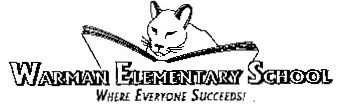 WARMAN ELEMENTARY SCHOOL
WHERE EVERYONE SUCCEEDS!